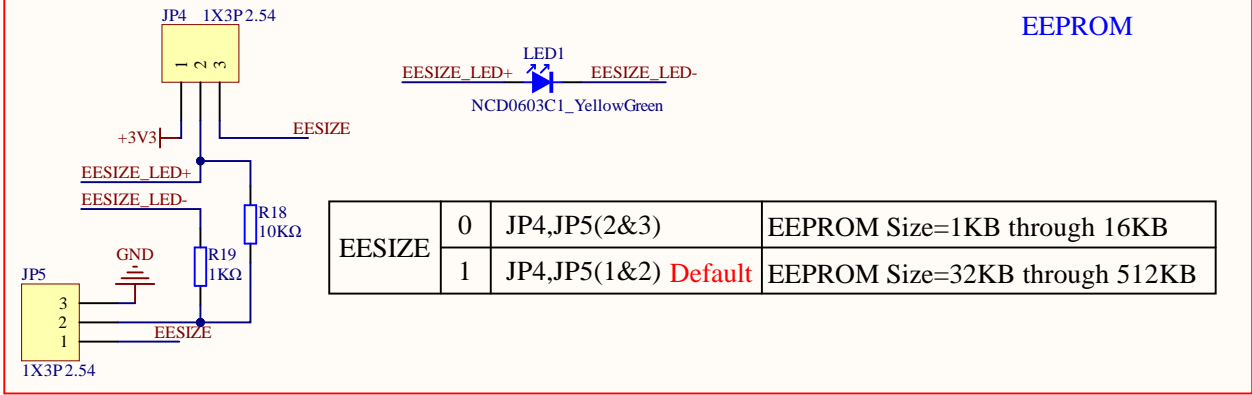 JP4 1X3P 2.54
EEPROM
1 2 3
LED1
EESIZE_LED+
EESIZE_LED-
NCD0603C1_YellowGreen
+3V3
EESIZE
EESIZE_LED+
EESIZE_LED-
R18
10KΩ
GND
R19
1KΩ
JP5
3
2
1
EESIZE
1X3P 2.54
EESIZE
0 JP4,JP5(2&3) EEPROM Size=1KB through 16KB
1 JP4,JP5(1&2) Default EEPROM Size=32KB through 512KB